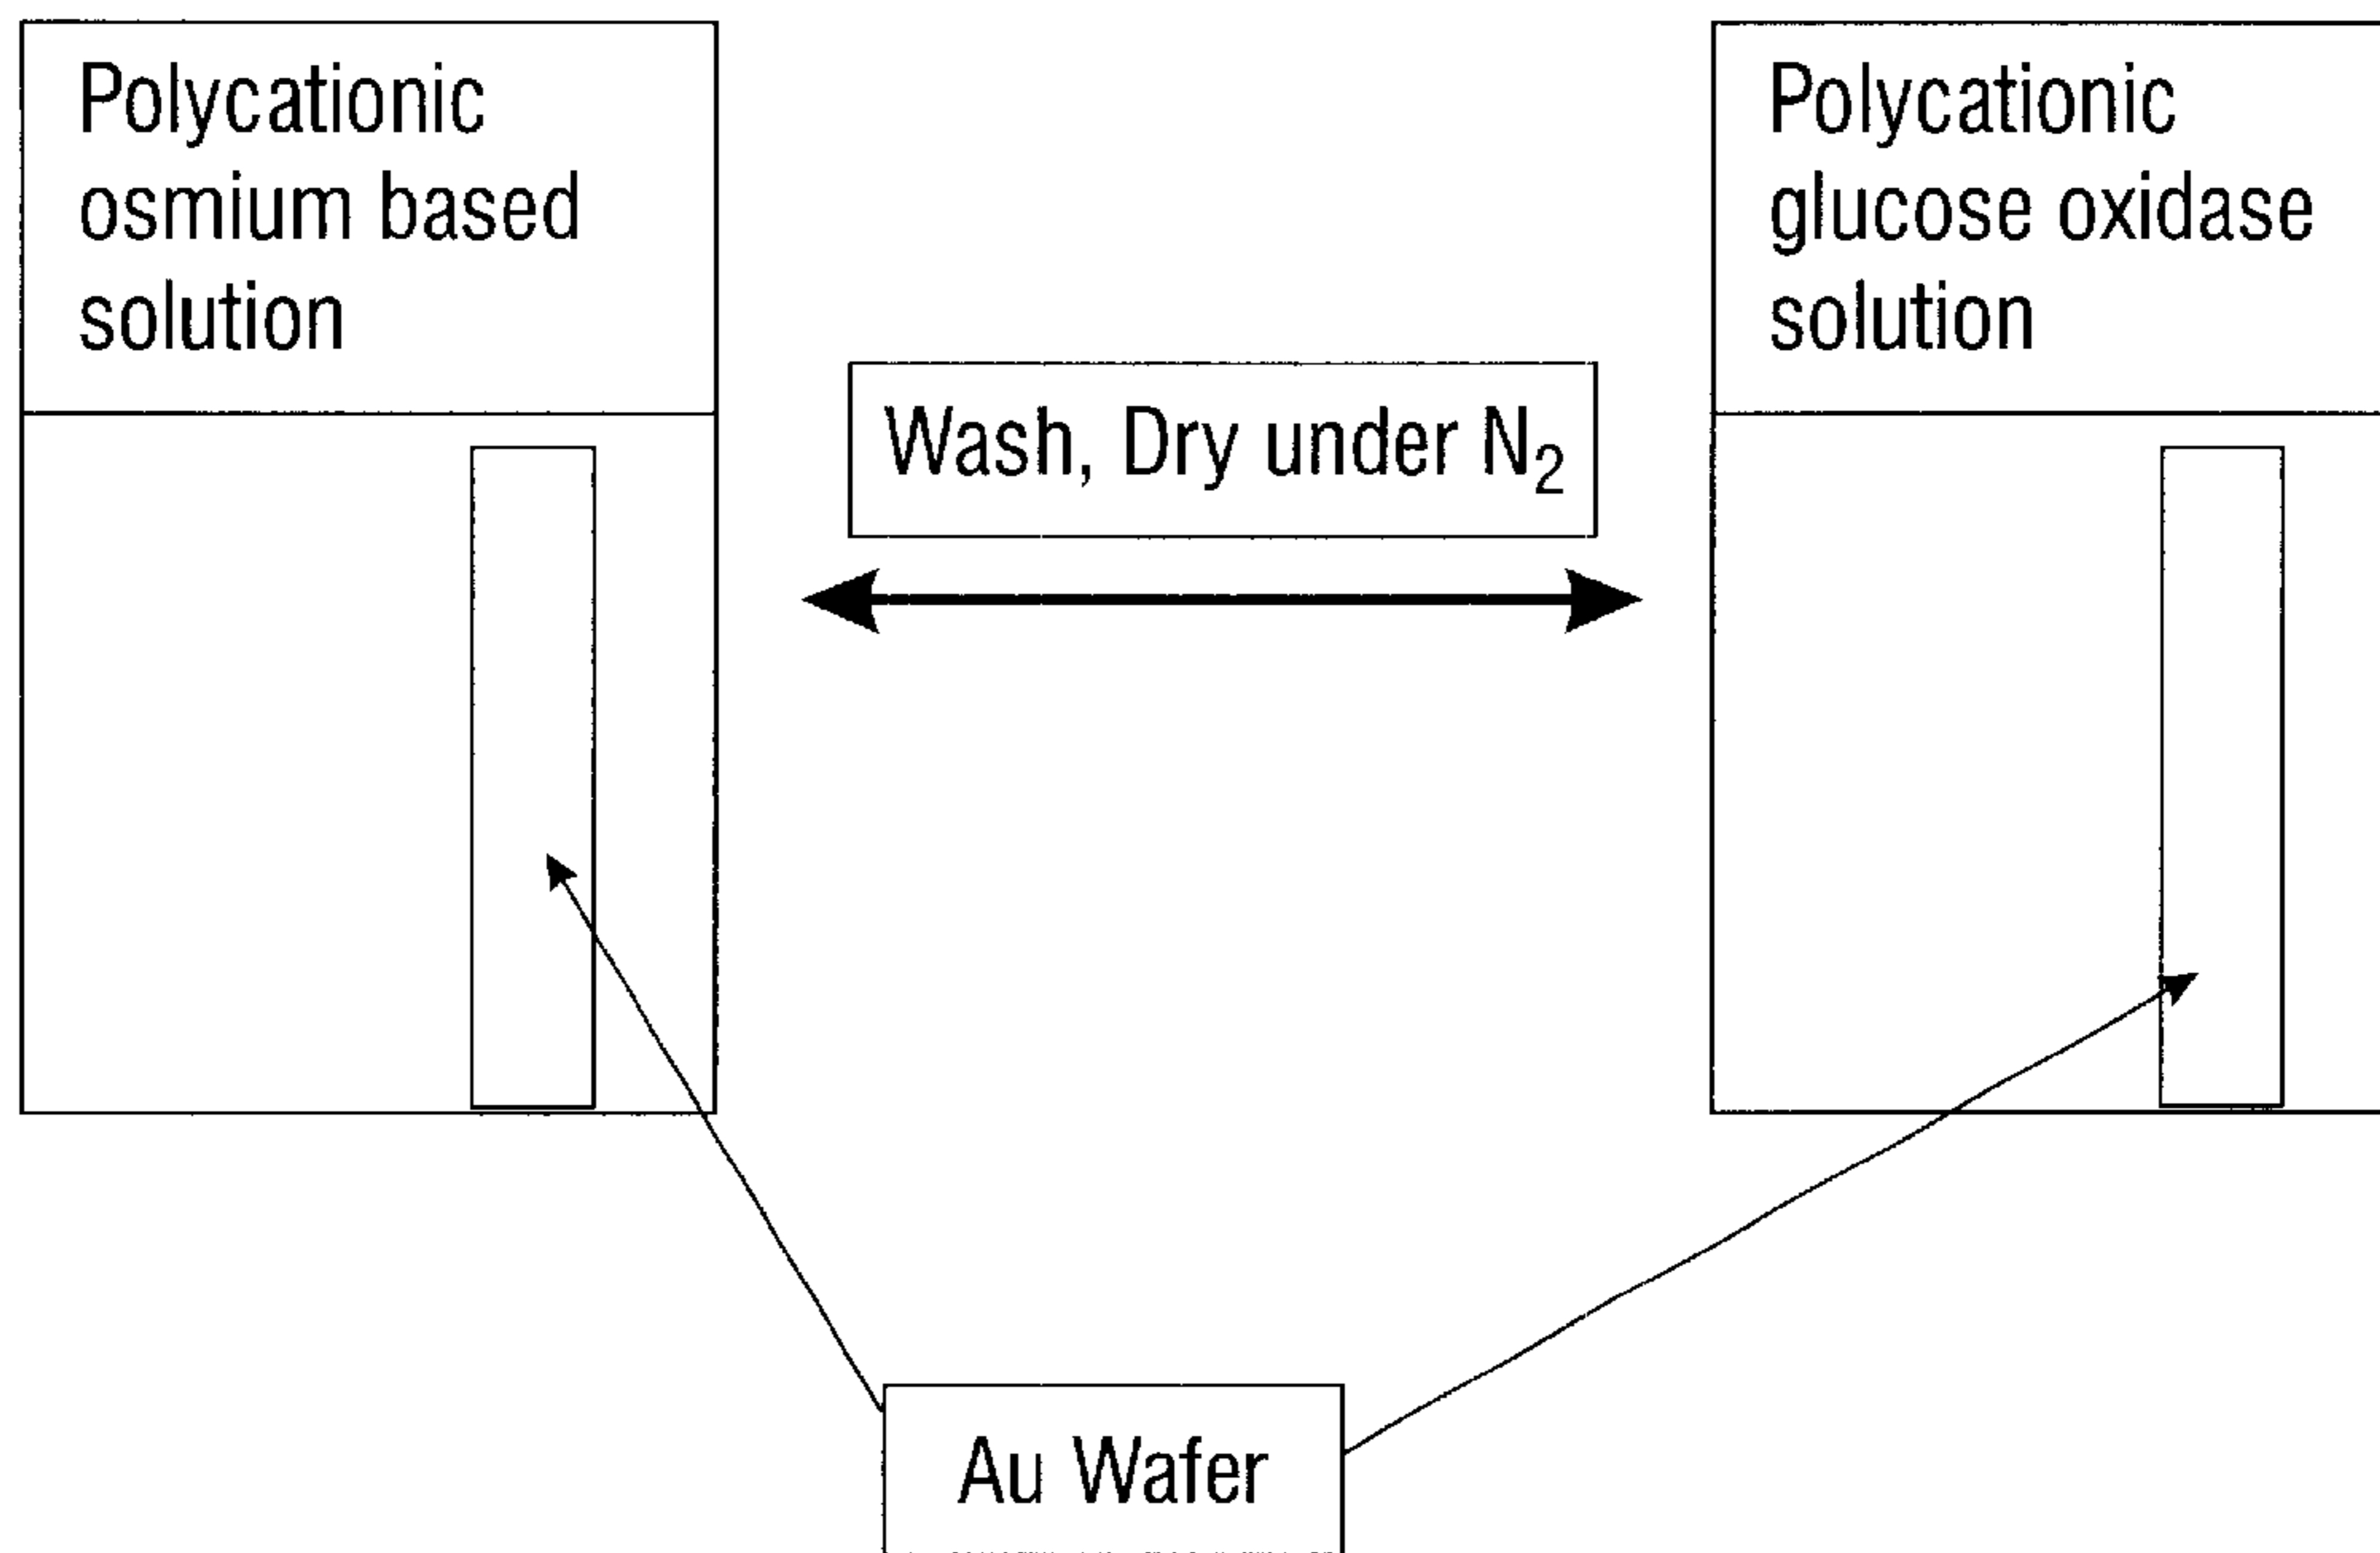 Polycationic
osmium based
solution
Polycationic
glucose oxidase
solution
Wash, Dry under N₂
Au Wafer